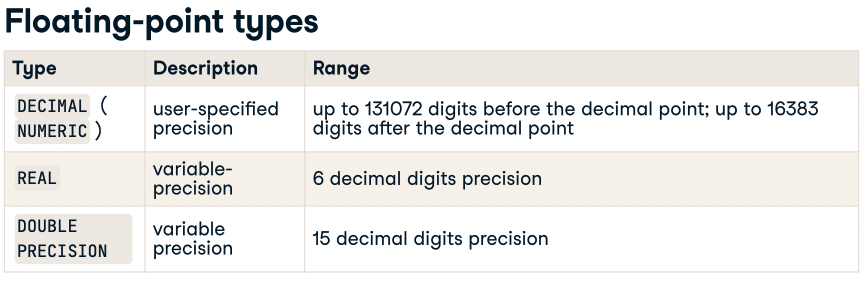 Floating-point types
Type Description Range
DECIMAL ( user-specified up to 131072 digits before the decimal point; up to 16383
NUMERIC ) precision digits after the decimal point
variable-
REAL 6 decimal digits precision
precision
DOUBLE variable
15 decimal digits precision
PRECISION precision